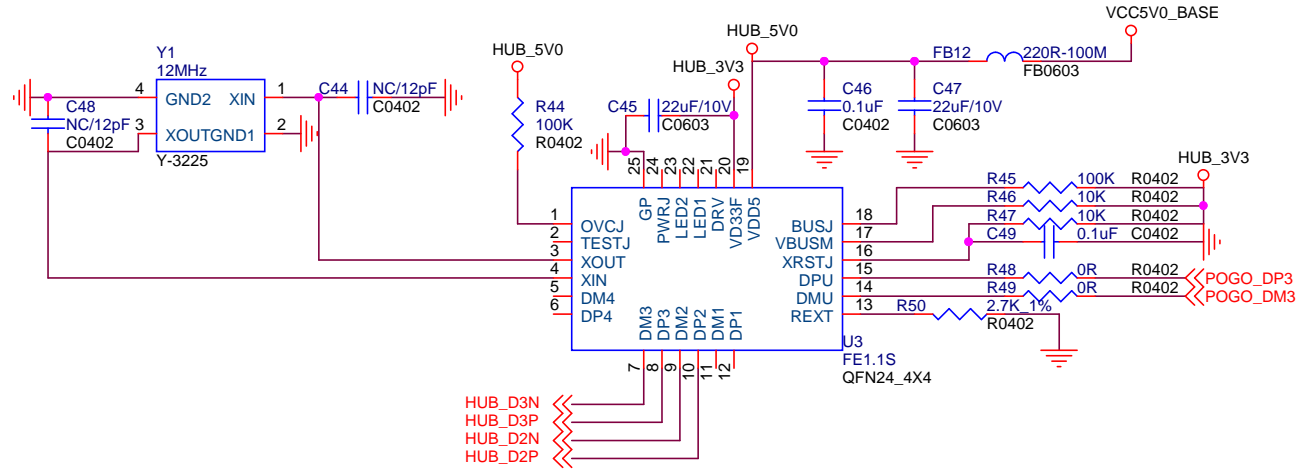 VCC5V0_BASE
Y1
12MHz
HUB_5V0
HUB_5V0
FB12
220R-100M
FB0603
HUB_3V3
4
GND2
XIN
1
C44
NC/12pF
C0402
C48
NC/12pF
C0402
3
XOUT
GND1
2
Y-3225
R44
100K
R0402
C45
22uF/10V
C0603
C46
0.1uF
C0402
C47
22uF/10V
C0603
HUB_3V3
25
24
23
22
21
20
19
GP
PWRJ
LED2
LED1
DRV
VD33F
VDD5
R45
100K
R0402
R46
10K
R0402
R47
10K
R0402
C49
0.1uF
C0402
R48
0R
R0402
POGO_DP3
R49
0R
R0402
POGO_DM3
R50
2.7K_1%
R0402
1
OVCJ
2
TESTJ
3
XOUT
4
XIN
5
DM4
6
DP4
BUSJ
18
VBUSM
17
XRSTJ
16
DPU
15
DMU
14
REXT
13
DM3
DP3
DM2
DP2
DM1
DP1
7
8
9
10
11
12
U3
FE1.1S
QFN24_4X4
HUB_D3N
HUB_D3P
HUB_D2N
HUB_D2P